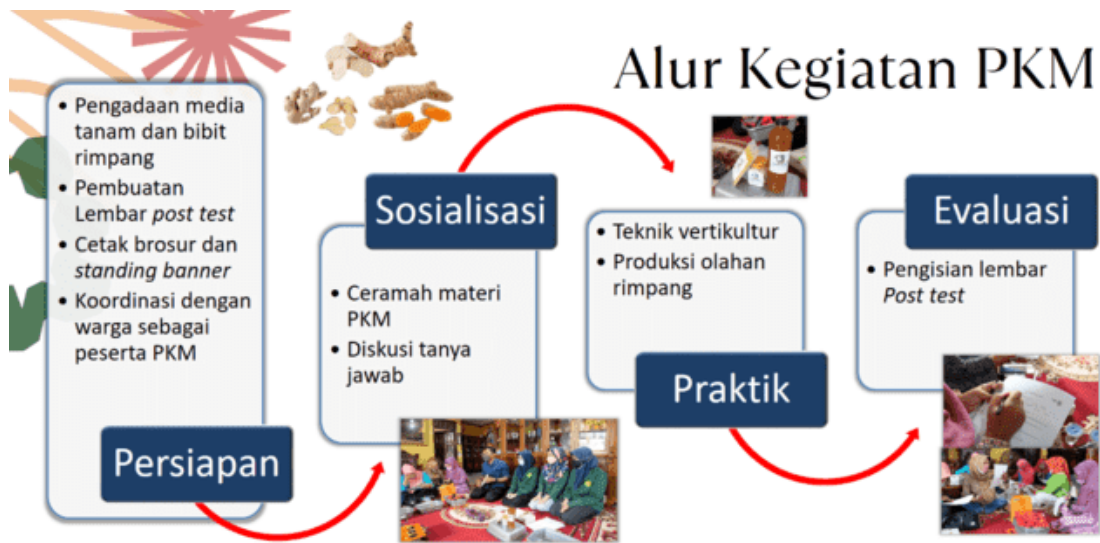 Alur Kegiatan PKM
• Pengadaan media
tanam dan bibit
rimpang
• Pembuatan
Lembar post test
• Cetak brosur dan
standing banner
• Koordinasi dengan
warga sebagai
peserta PKM
Persiapan
Sosialisasi
• Ceramah materi
PKM
• Diskusi tanya
jawab
• Teknik vertikultur
• Produksi olahan
rimpang
Praktik
Evaluasi
• Pengisian lembar
Post test